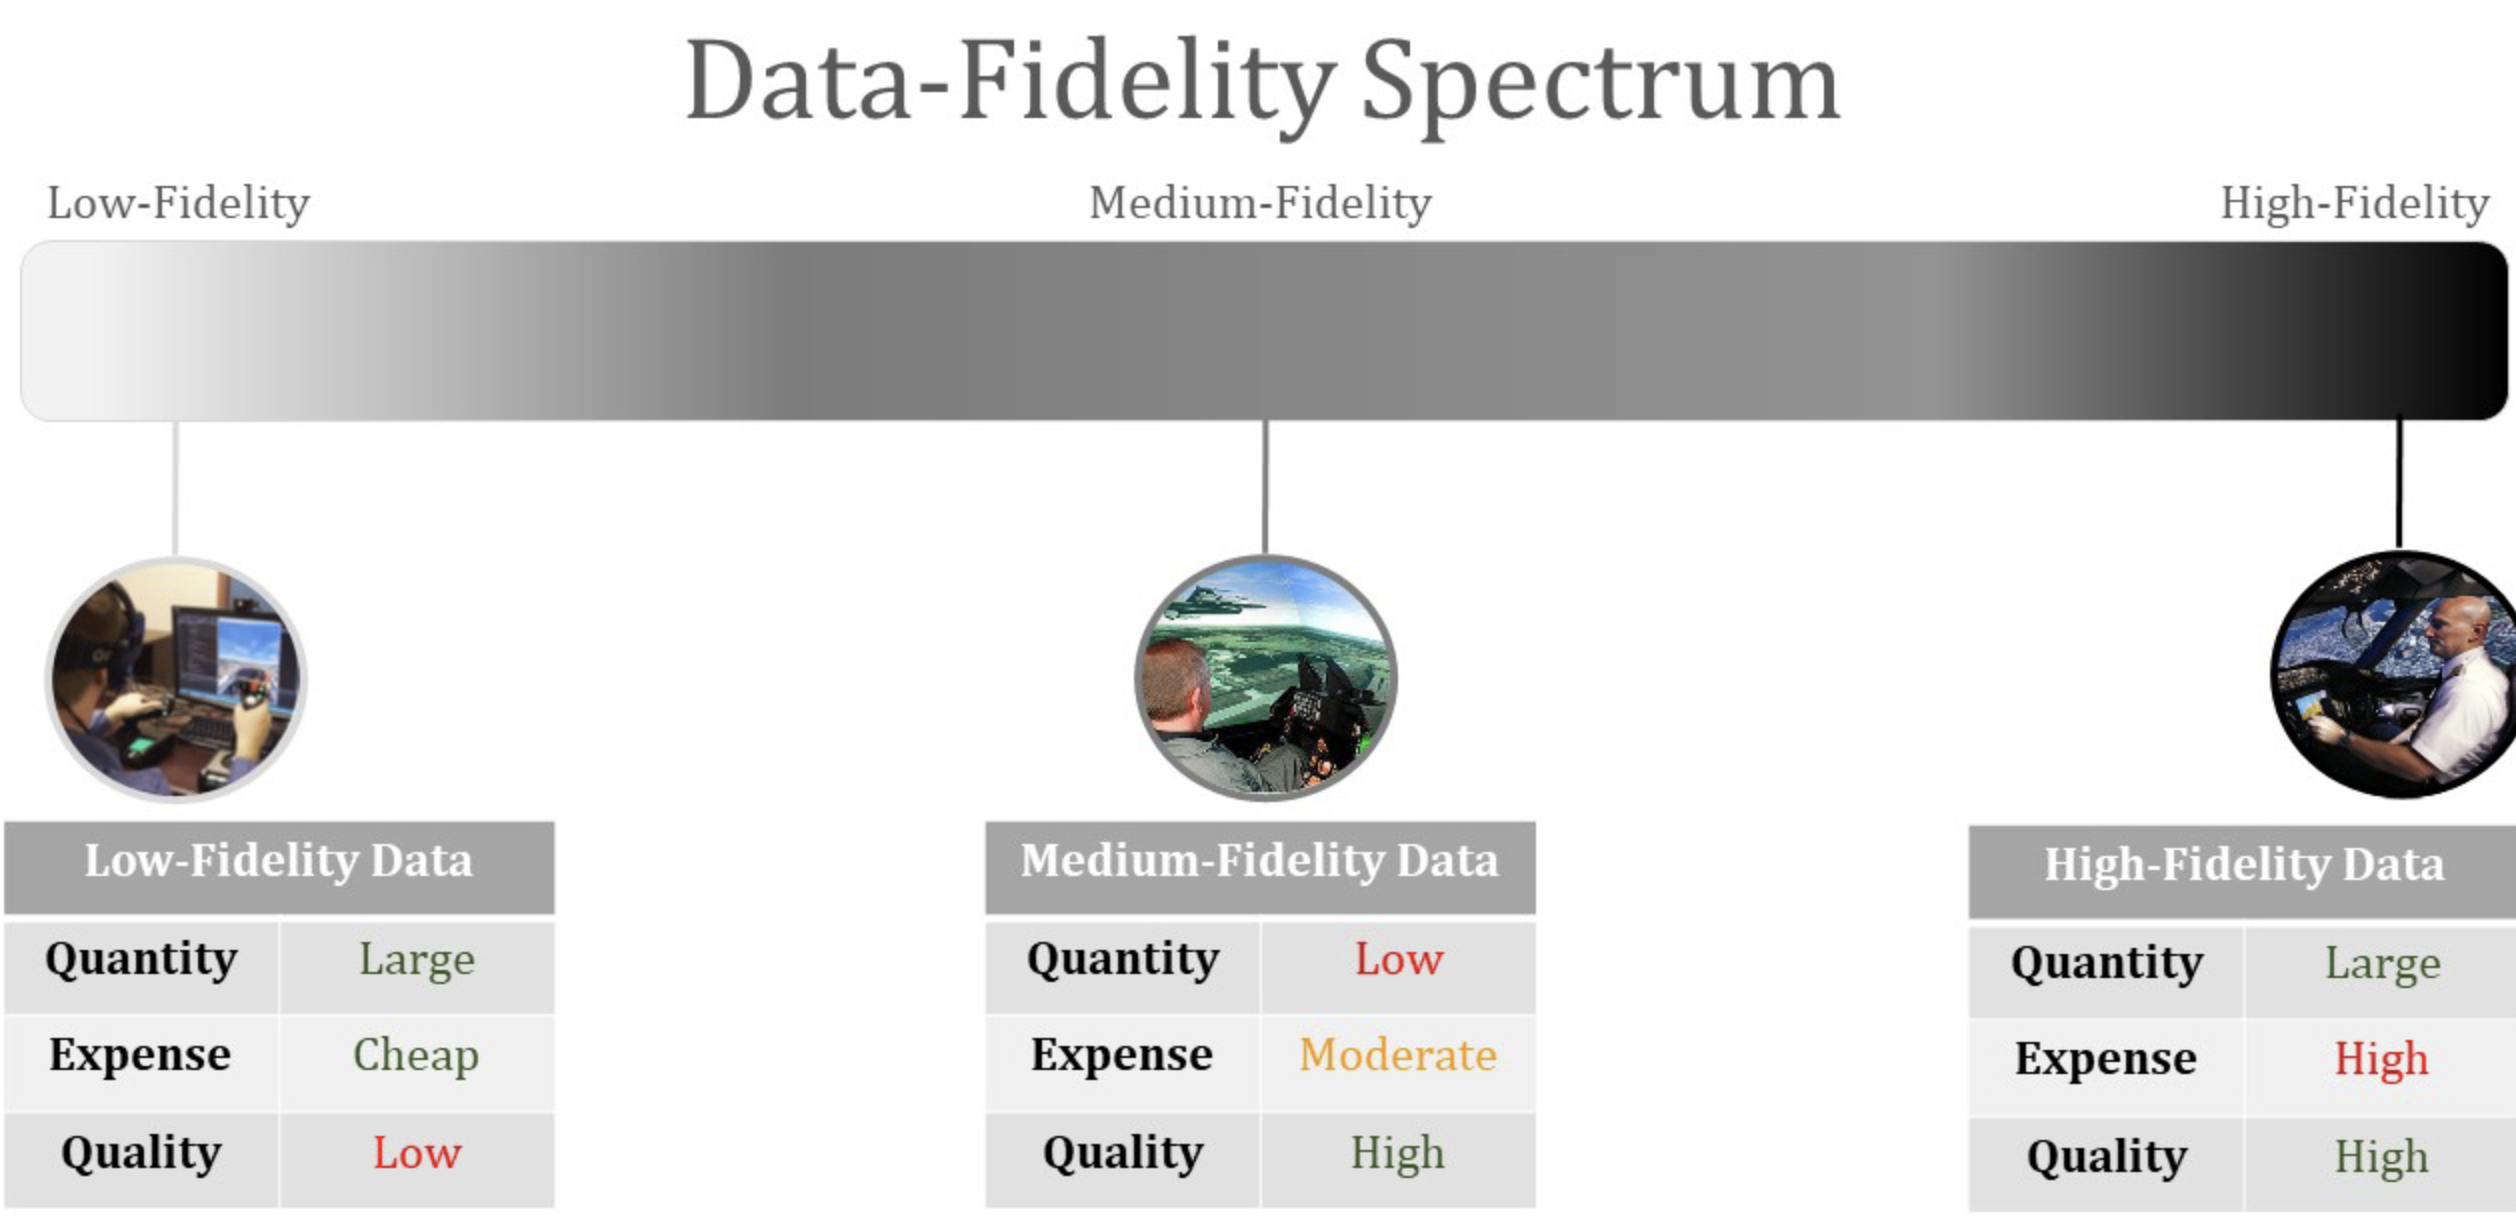 Data-Fidelity Spectrum
Low-Fidelity
Medium-Fidelity
High-Fidelity
Low-Fidelity Data
Quantity Large
Expense Cheap
Quality Low
Medium-Fidelity Data
Quantity Low
Expense Moderate
Quality High
High-Fidelity Data
Quantity Large
Expense High
Quality High